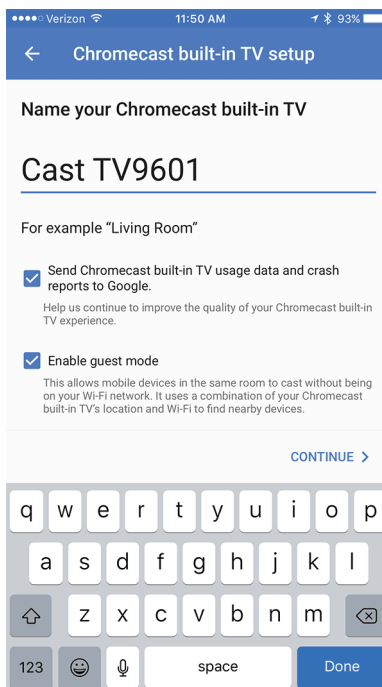 Verizon 11:50 AM 93%
Chromecast built-in TV setup
Name your Chromecast built-in TV
Cast TV9601
For example “Living Room”
Send Chromecast built-in TV usage data and crash
reports to Google.
Help us continue to improve the quality of your Chromecast built-in
TV experience.
Enable guest mode
This allows mobile devices in the same room to cast without being
on your Wi-Fi network. It uses a combination of your Chromecast
built-in TV's location and Wi-Fi to find nearby devices.
CONTINUE
q w e r t y u i o p
a s d f g h j k l
z x c v b n m
123 space Done